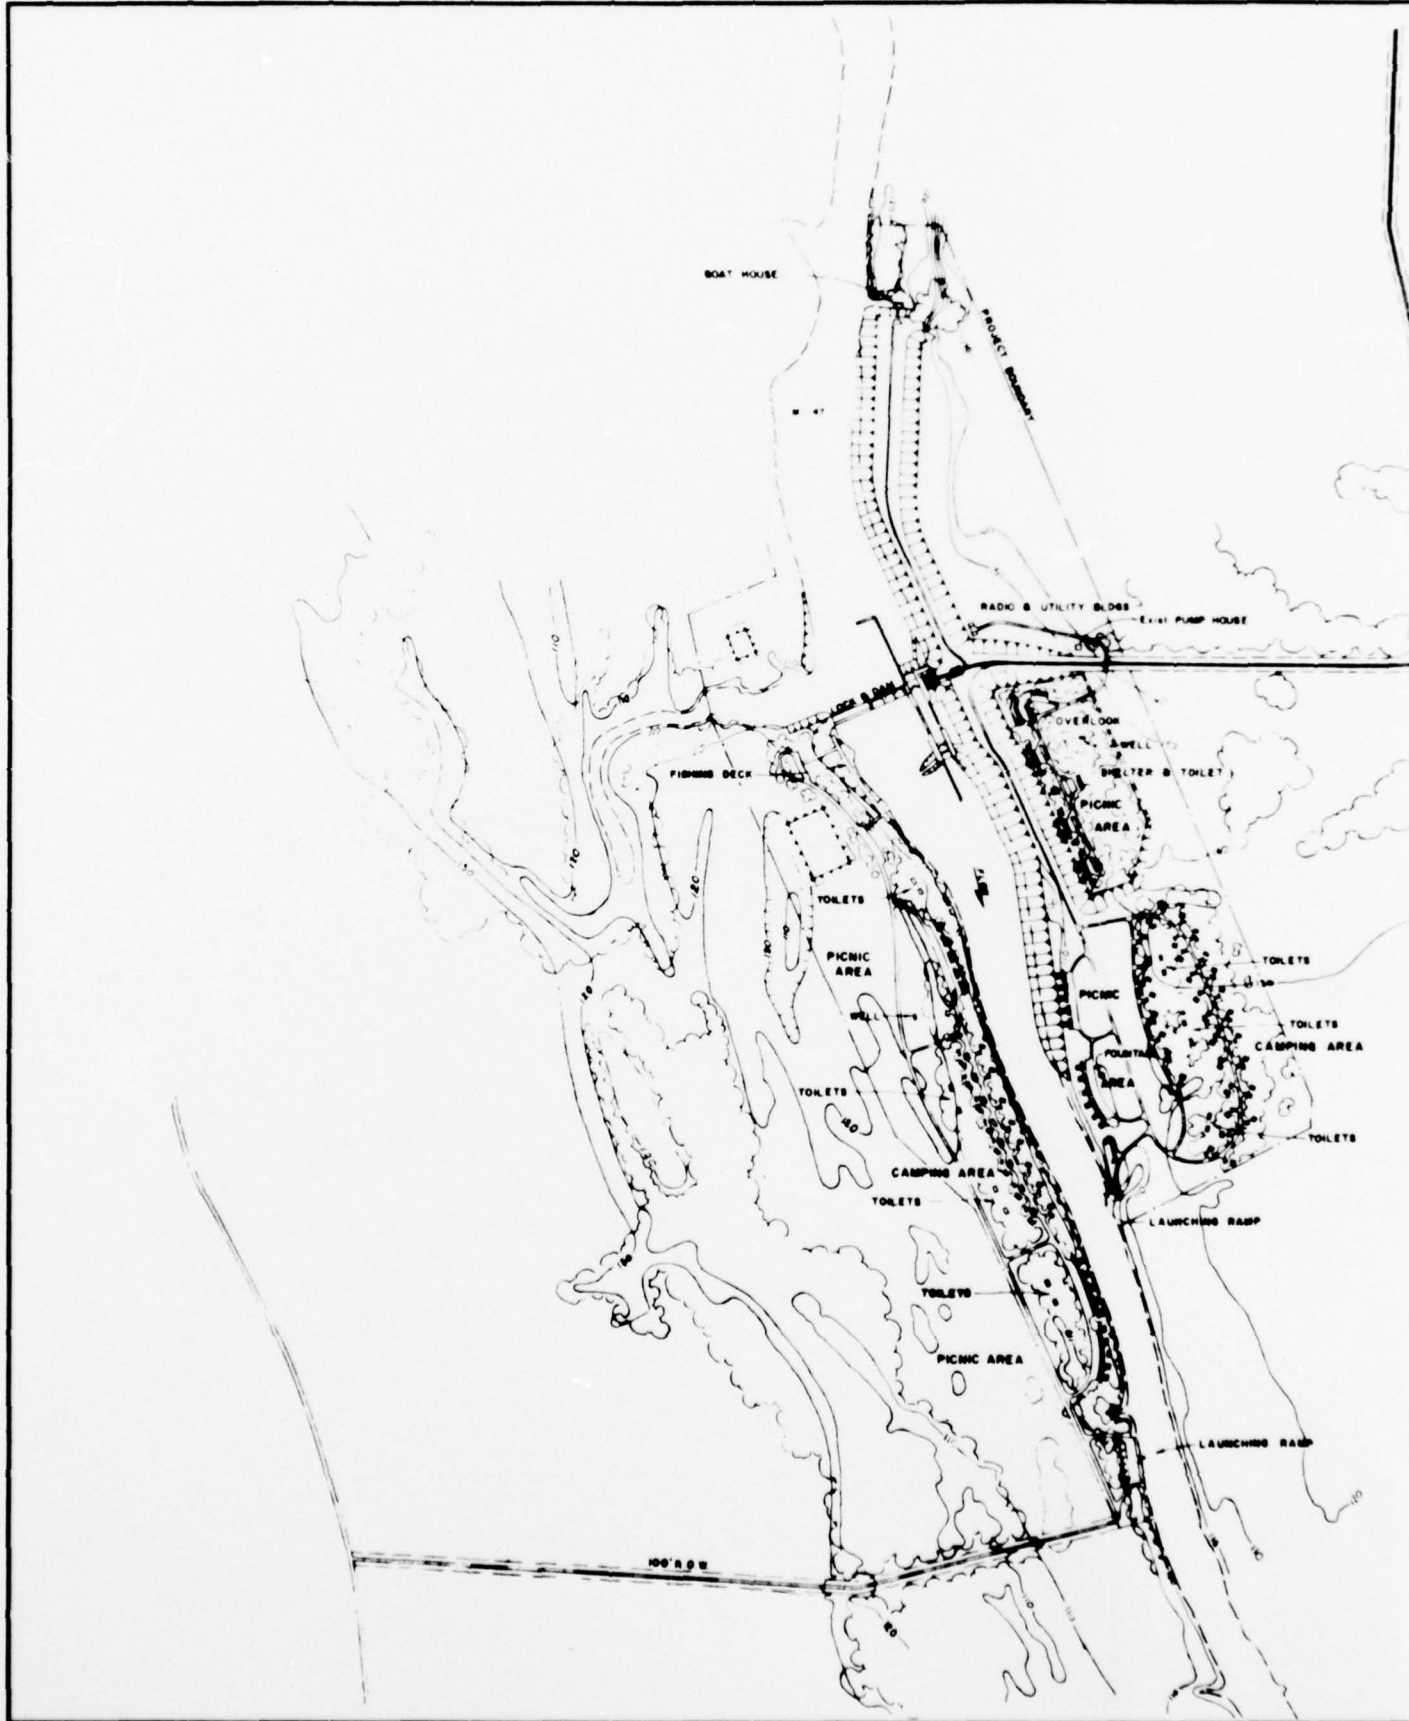 BOAT HOUSE
PROJECT BOUNDARY
M 47
RADIO & UTILITY BLDGS
Exist PUMP HOUSE
110
LOCK & DAM
OVERLOOK
WELL
SHELTER & TOILET
FISHING DECK
PICNIC
AREA
110
120
TOILETS
PICNIC
AREA
TOILETS
PICNIC
WELL
TOILETS
CAMPING AREA
AREA
TOILETS
TOILETS
CAMPING AREA
TOILETS
LAUNCHING RAMP
TOILETS
PICNIC AREA
LAUNCHING RAMP
100' R O W